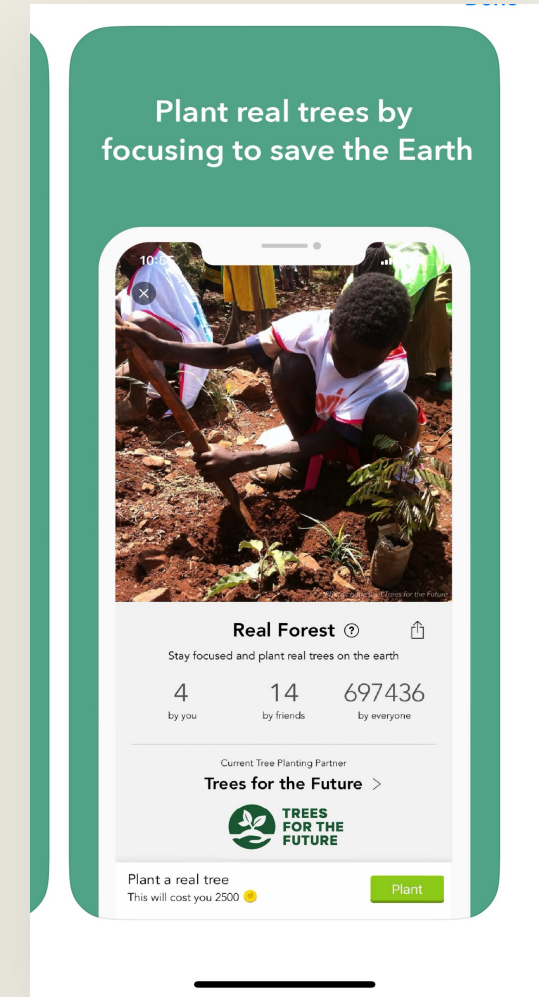 Plant real trees by
focusing to save the Earth
Real Forest ?
Stay focused and plant real trees on the earth
4 14 697436
by you by friends by everyone
Current Tree Planting Partner
Trees for the Future >
TREES
FOR THE
FUTURE
Plant a real tree
This will cost you 2500
Plant